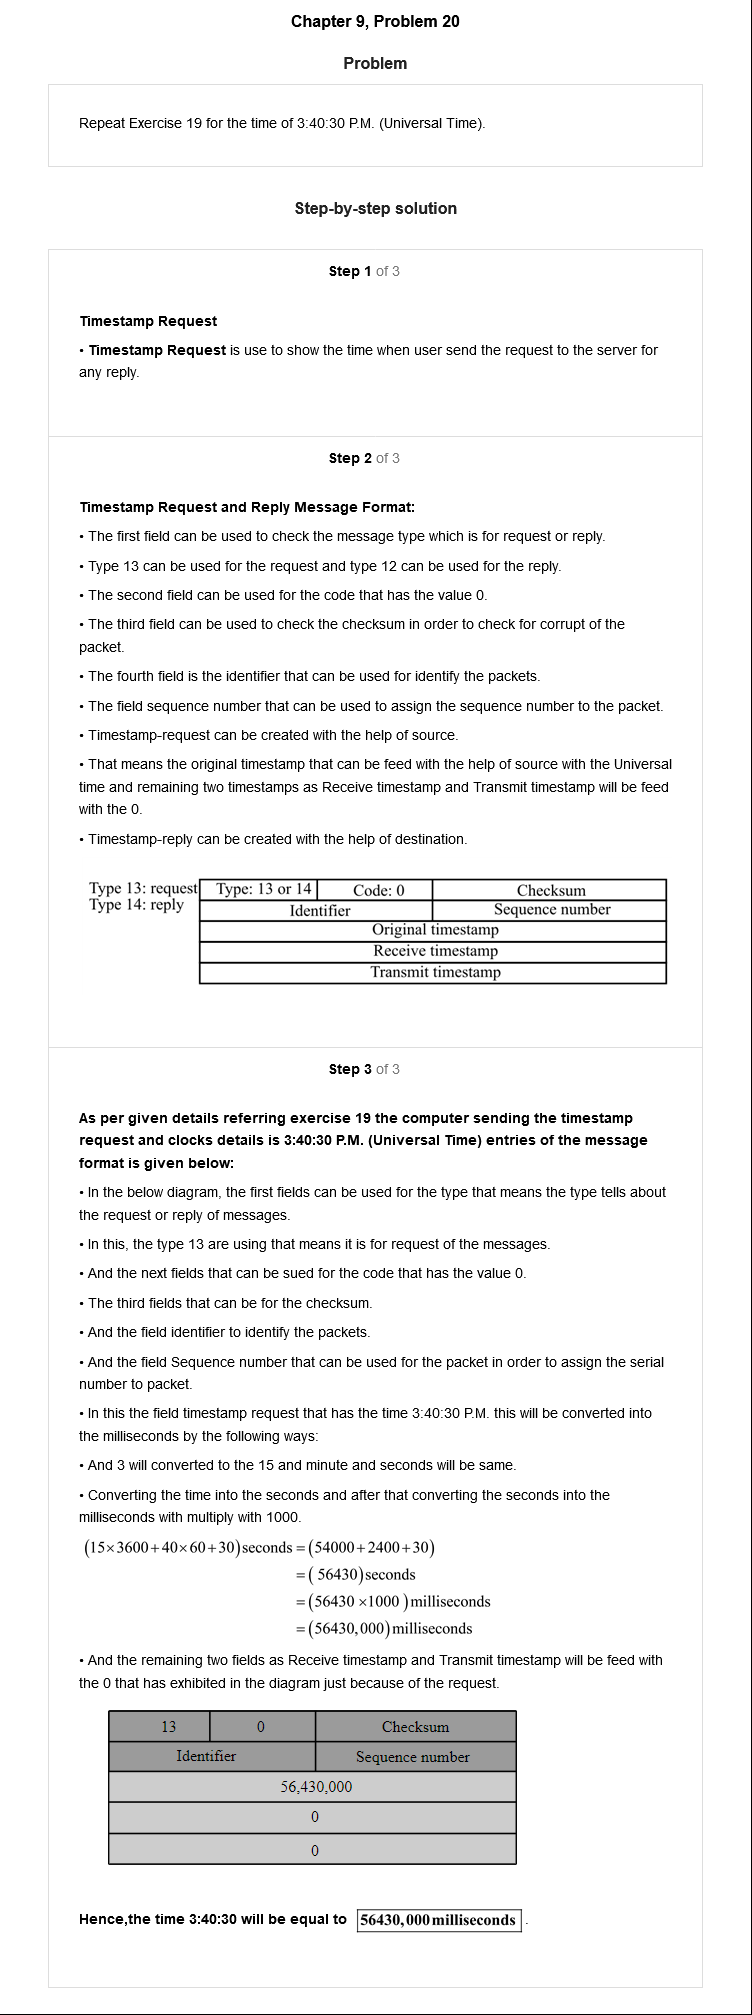 Chapter 9, Problem 20
Problem
Repeat Exercise 19 for the time of 3:40:30 P.M. (Universal Time).
Step-by-step solution
Step 1 of 3
Timestamp Request
• Timestamp Request is use to show the time when user send the request to the server for
any reply.
Step 2 of 3
Timestamp Request and Reply Message Format:
• The first field can be used to check the message type which is for request or reply.
• Type 13 can be used for the request and type 12 can be used for the reply.
• The second field can be used for the code that has the value 0.
• The third field can be used to check the checksum in order to check for corrupt of the
packet.
• The fourth field is the identifier that can be used for identify the packets.
• The field sequence number that can be used to assign the sequence number to the packet.
• Timestamp-request can be created with the help of source.
• That means the original timestamp that can be feed with the help of source with the Universal
time and remaining two timestamps as Receive timestamp and Transmit timestamp will be feed
with the 0.
• Timestamp-reply can be created with the help of destination.
Type 13: request Type: 13 or 14 Code: 0 Checksum
Type 14: reply Identifier Sequence number
Original timestamp
Receive timestamp
Transmit timestamp
Step 3 of 3
As per given details referring exercise 19 the computer sending the timestamp
request and clocks details is 3:40:30 P.M. (Universal Time) entries of the message
format is given below:
• In the below diagram, the first fields can be used for the type that means the type tells about
the request or reply of messages.
• In this, the type 13 are using that means it is for request of the messages.
• And the next fields that can be sued for the code that has the value 0.
• The third fields that can be for the checksum.
• And the field identifier to identify the packets.
• And the field Sequence number that can be used for the packet in order to assign the serial
number to packet.
• In this the field timestamp request that has the time 3:40:30 P.M. this will be converted into
the milliseconds by the following ways:
• And 3 will converted to the 15 and minute and seconds will be same.
• Converting the time into the seconds and after that converting the seconds into the
milliseconds with multiply with 1000.
(15×3600+40×60+30)seconds = (54000+2400+30)
= ( 56430)seconds
= (56430 ×1000 )milliseconds
= (56430,000)milliseconds
• And the remaining two fields as Receive timestamp and Transmit timestamp will be feed with
the 0 that has exhibited in the diagram just because of the request.
13 0 Checksum
Identifier Sequence number
56,430,000
0
0
Hence,the time 3:40:30 will be equal to 56430,000 milliseconds .